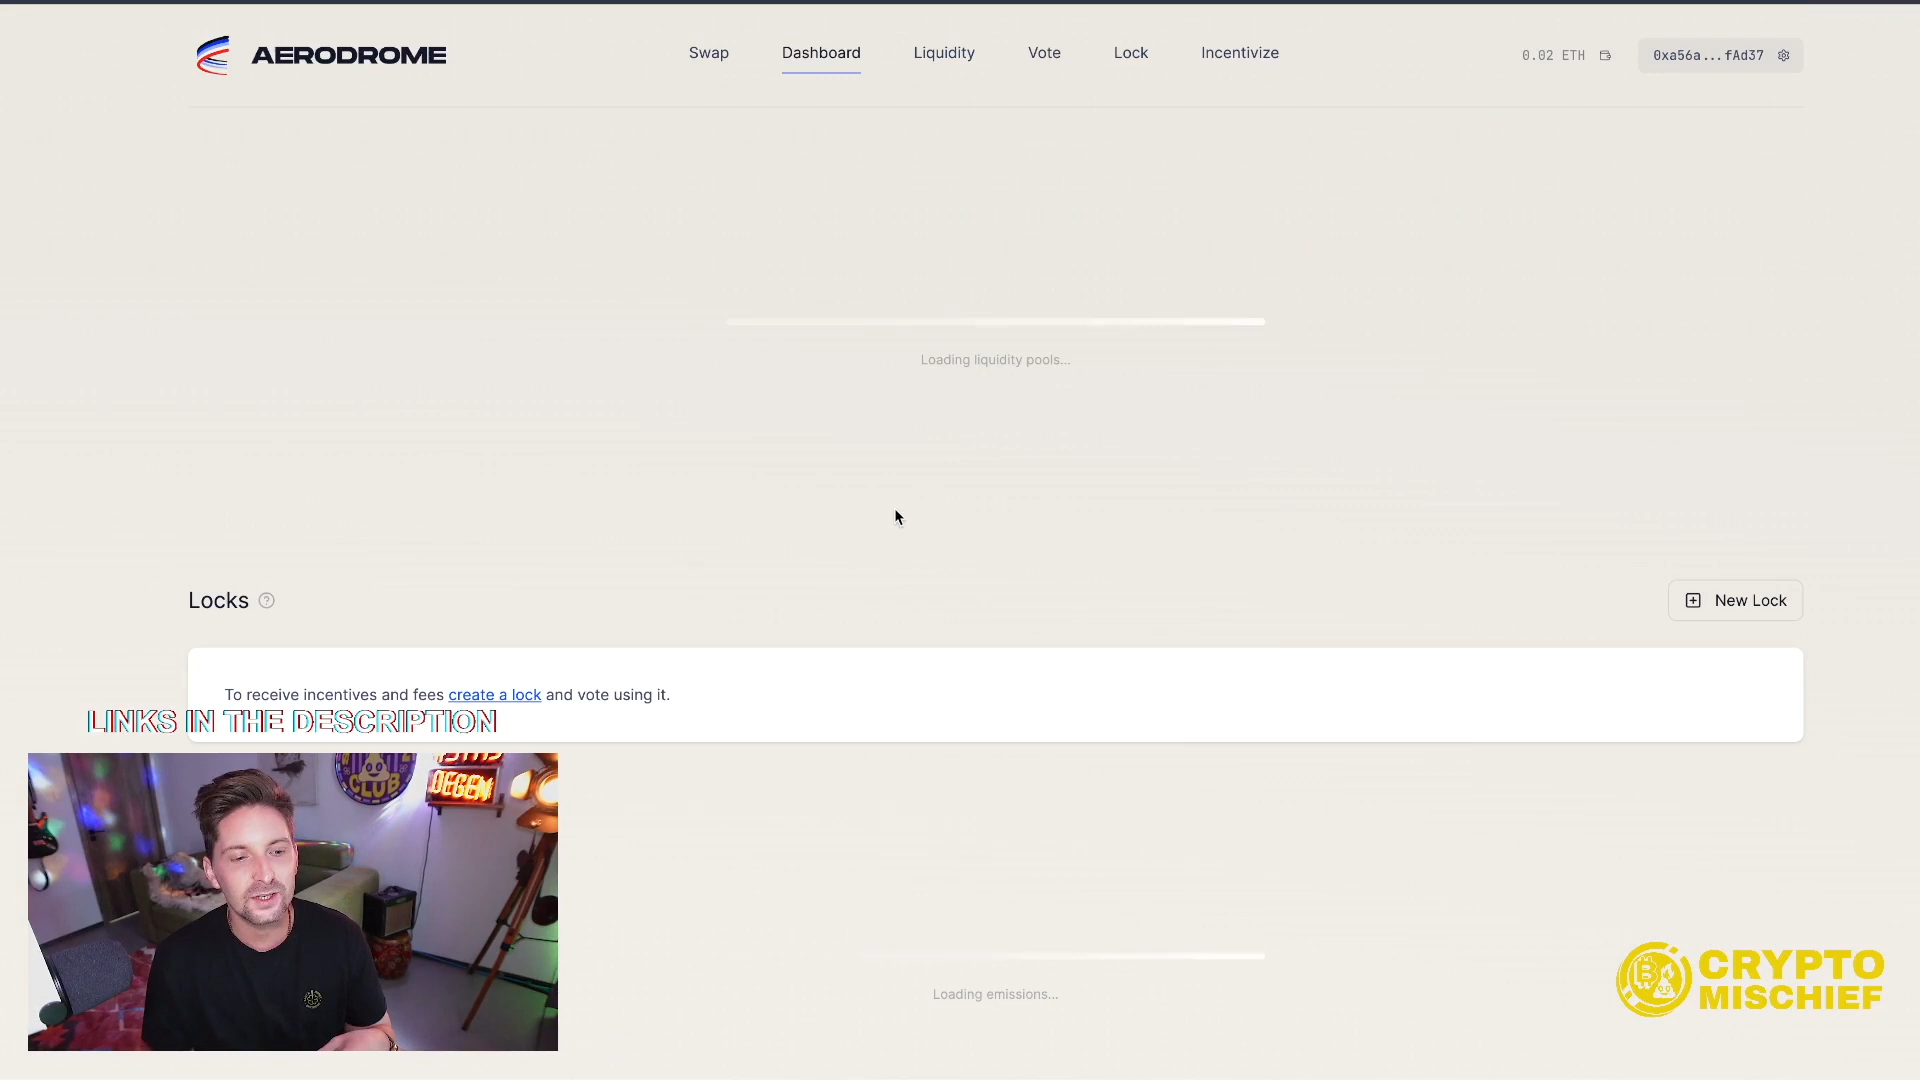 AERODROME
Swap
Dashboard
Liquidity
Vote
Lock
Incentivize
0.02 ETH
0xa56a...fAd37
Loading liquidity pools...
Locks
New Lock
To receive incentives and fees create a lock and vote using it.
LINKS IN THE DESCRIPTION
CLUB
DEGEN
Loading emissions...
CRYPTO
MISCHIEF